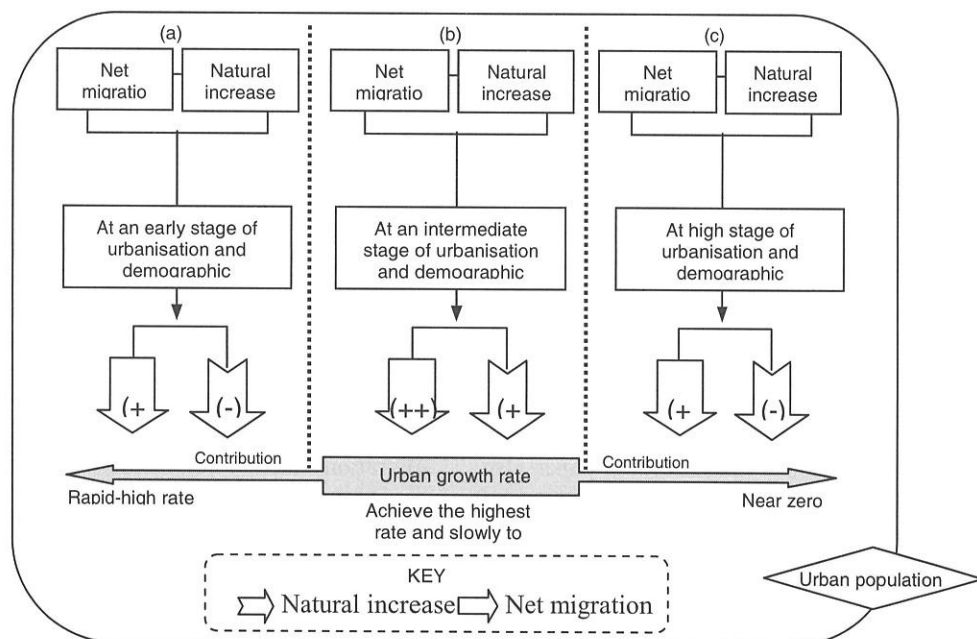 (a)
Net
migratio
Natural
increase
At an early stage of
urbanisation and
demographic
(+
(-)
(b)
Net
migratio
Natural
increase
At an intermediate
stage of urbanisation
and demographic
(++)
(+
(c)
Net
migratio
Natural
increase
At high stage of
urbanisation and
demographic
(+
(-)
Contribution
Urban growth rate
Contribution
Rapid-high rate
Near zero
Achieve the highest
rate and slowly to
KEY
Natural increase Net migration
Urban population